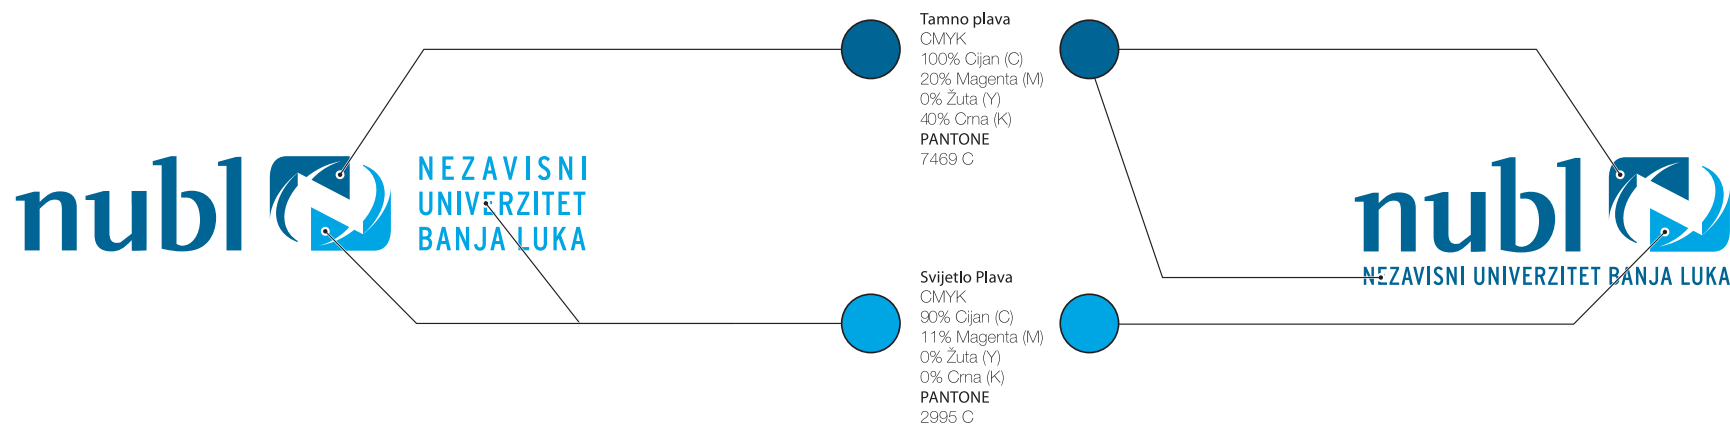 nubl
NEZAVISNI
UNIVERZITET
BANJA LUKA
Tamno plava
CMYK
100% Cijan (C)
20% Magenta (M)
0% Žuta (Y)
40% Crna (K)
PANTONE
7469 C
Svijetlo Plava
CMYK
90% Cijan (C)
11% Magenta (M)
0% Žuta (Y)
0% Crna (K)
PANTONE
2995 C
nubl
NEZAVISNI UNIVERZITET BANJA LUKA